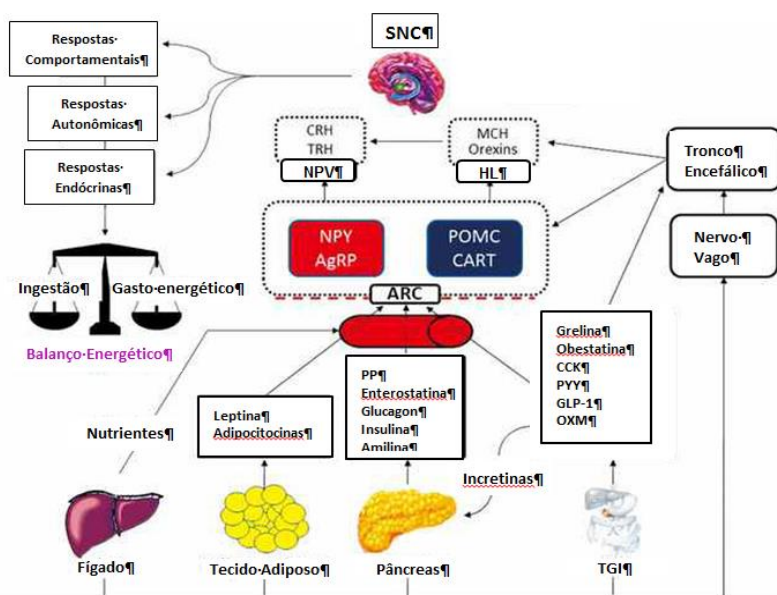 SNC¶
Respostas·
Comportamentais¶
Respostas·
Autonômicas¶
Respostas·
Endócrinas¶
CRH
TRH
NPV¶
MCH
Orexins
HL¶
Tronco¶
Encefálico¶
Nervo·¶
Vago¶
NPY
AgRP
POMC
CART
ARC
Ingestão¶
Gasto·energético¶
Balanço·Energético¶
Nutrientes¶
Leptina¶
Adipocitocinas¶
PP¶
Enterostatina¶
Glucagon¶
Insulina¶
Amilina¶
Grelina¶
Obestatina¶
CCK¶
PYY¶
GLP-1¶
OXM¶
Incretinas¶
Fígado¶
Tecido·Adiposo¶
Pâncreas¶
TGI¶